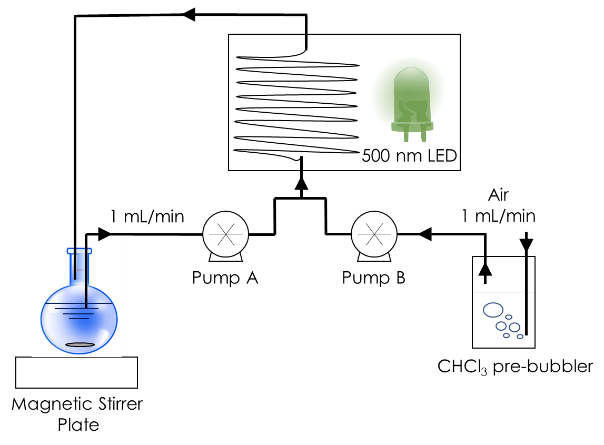 500 nm LED
Air
1 mL/min
1 mL/min
Pump A
Pump B
CHCl₃ pre-bubbler
Magnetic Stirrer
Plate